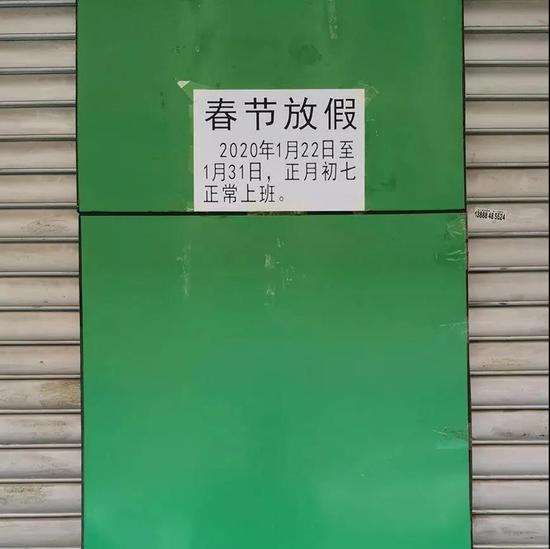 春节放假
2020年1月22日至
1月31日，正月初七
正常上班。